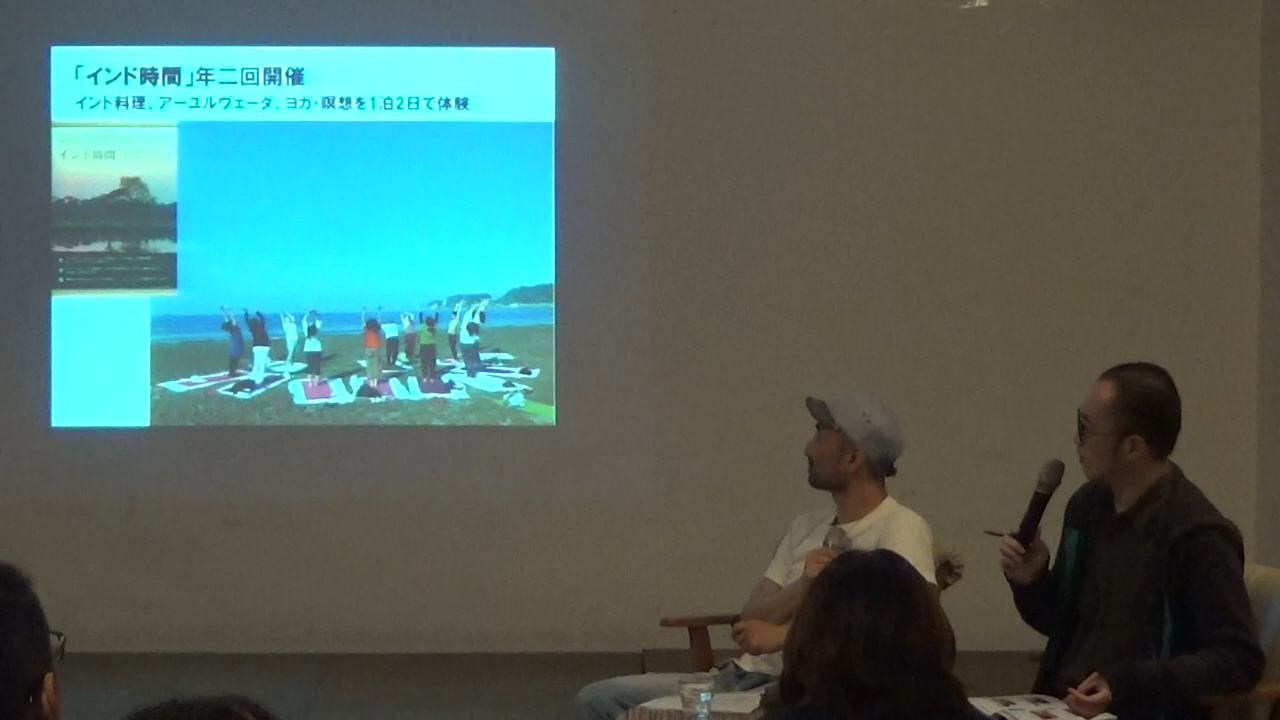 「インド時間」年二回開催
インド料理、アーユルヴェーダ、ヨガ・瞑想を1泊2日で体験
インド時間